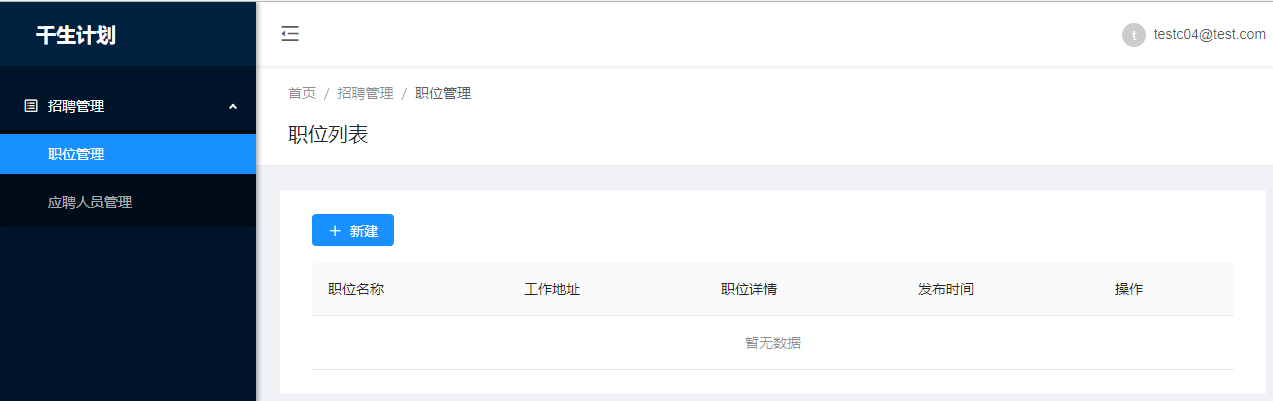 千生计划
t testc04@test.com
招聘管理
职位管理
应聘人员管理
首页 / 招聘管理 / 职位管理
职位列表
新建
职位名称 工作地址 职位详情 发布时间 操作
暂无数据